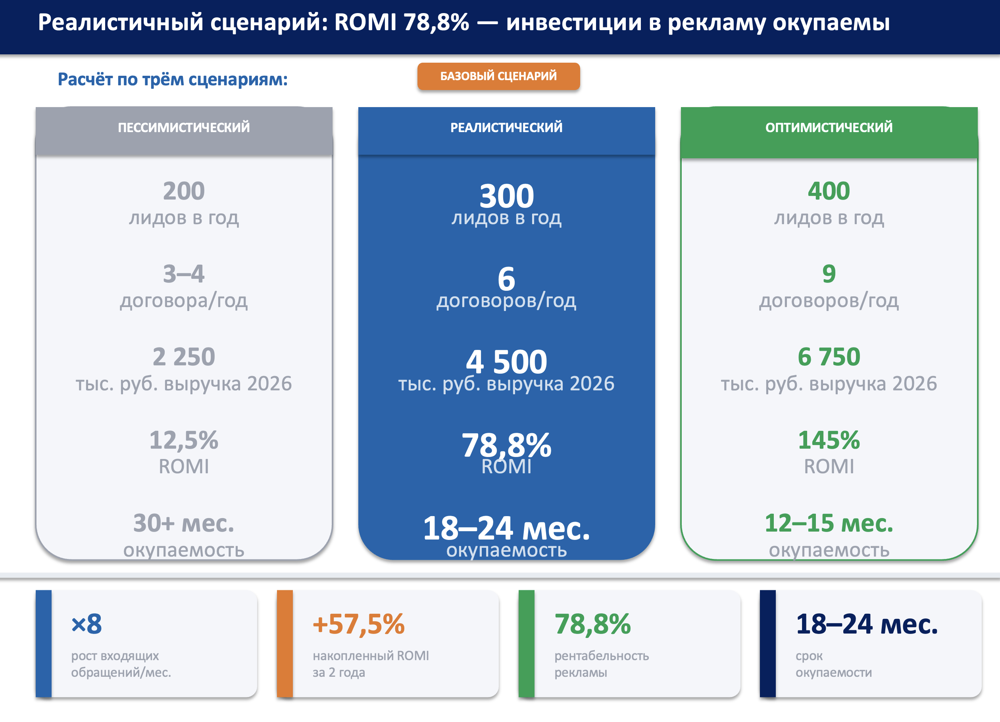 Реалистичный сценарий: ROMI 78,8% — инвестиции в рекламу окупаемы
Расчёт по трём сценариям:
БАЗОВЫЙ СЦЕНАРИЙ
ПЕССИМИСТИЧЕСКИЙ
200
лидов в год
3–4
договора/год
2 250
тыс. руб. выручка 2026
12,5%
ROMI
30+ мес.
окупаемость
РЕАЛИСТИЧЕСКИЙ
300
лидов в год
6
договоров/год
4 500
тыс. руб. выручка 2026
78,8%
ROMI
18–24 мес.
окупаемость
ОПТИМИСТИЧЕСКИЙ
400
лидов в год
9
договоров/год
6 750
тыс. руб. выручка 2026
145%
ROMI
12–15 мес.
окупаемость
×8
рост входящих
обращений/мес.
+57,5%
накопленный ROMI
за 2 года
78,8%
рентабельность
рекламы
18–24 мес.
срок
окупаемости